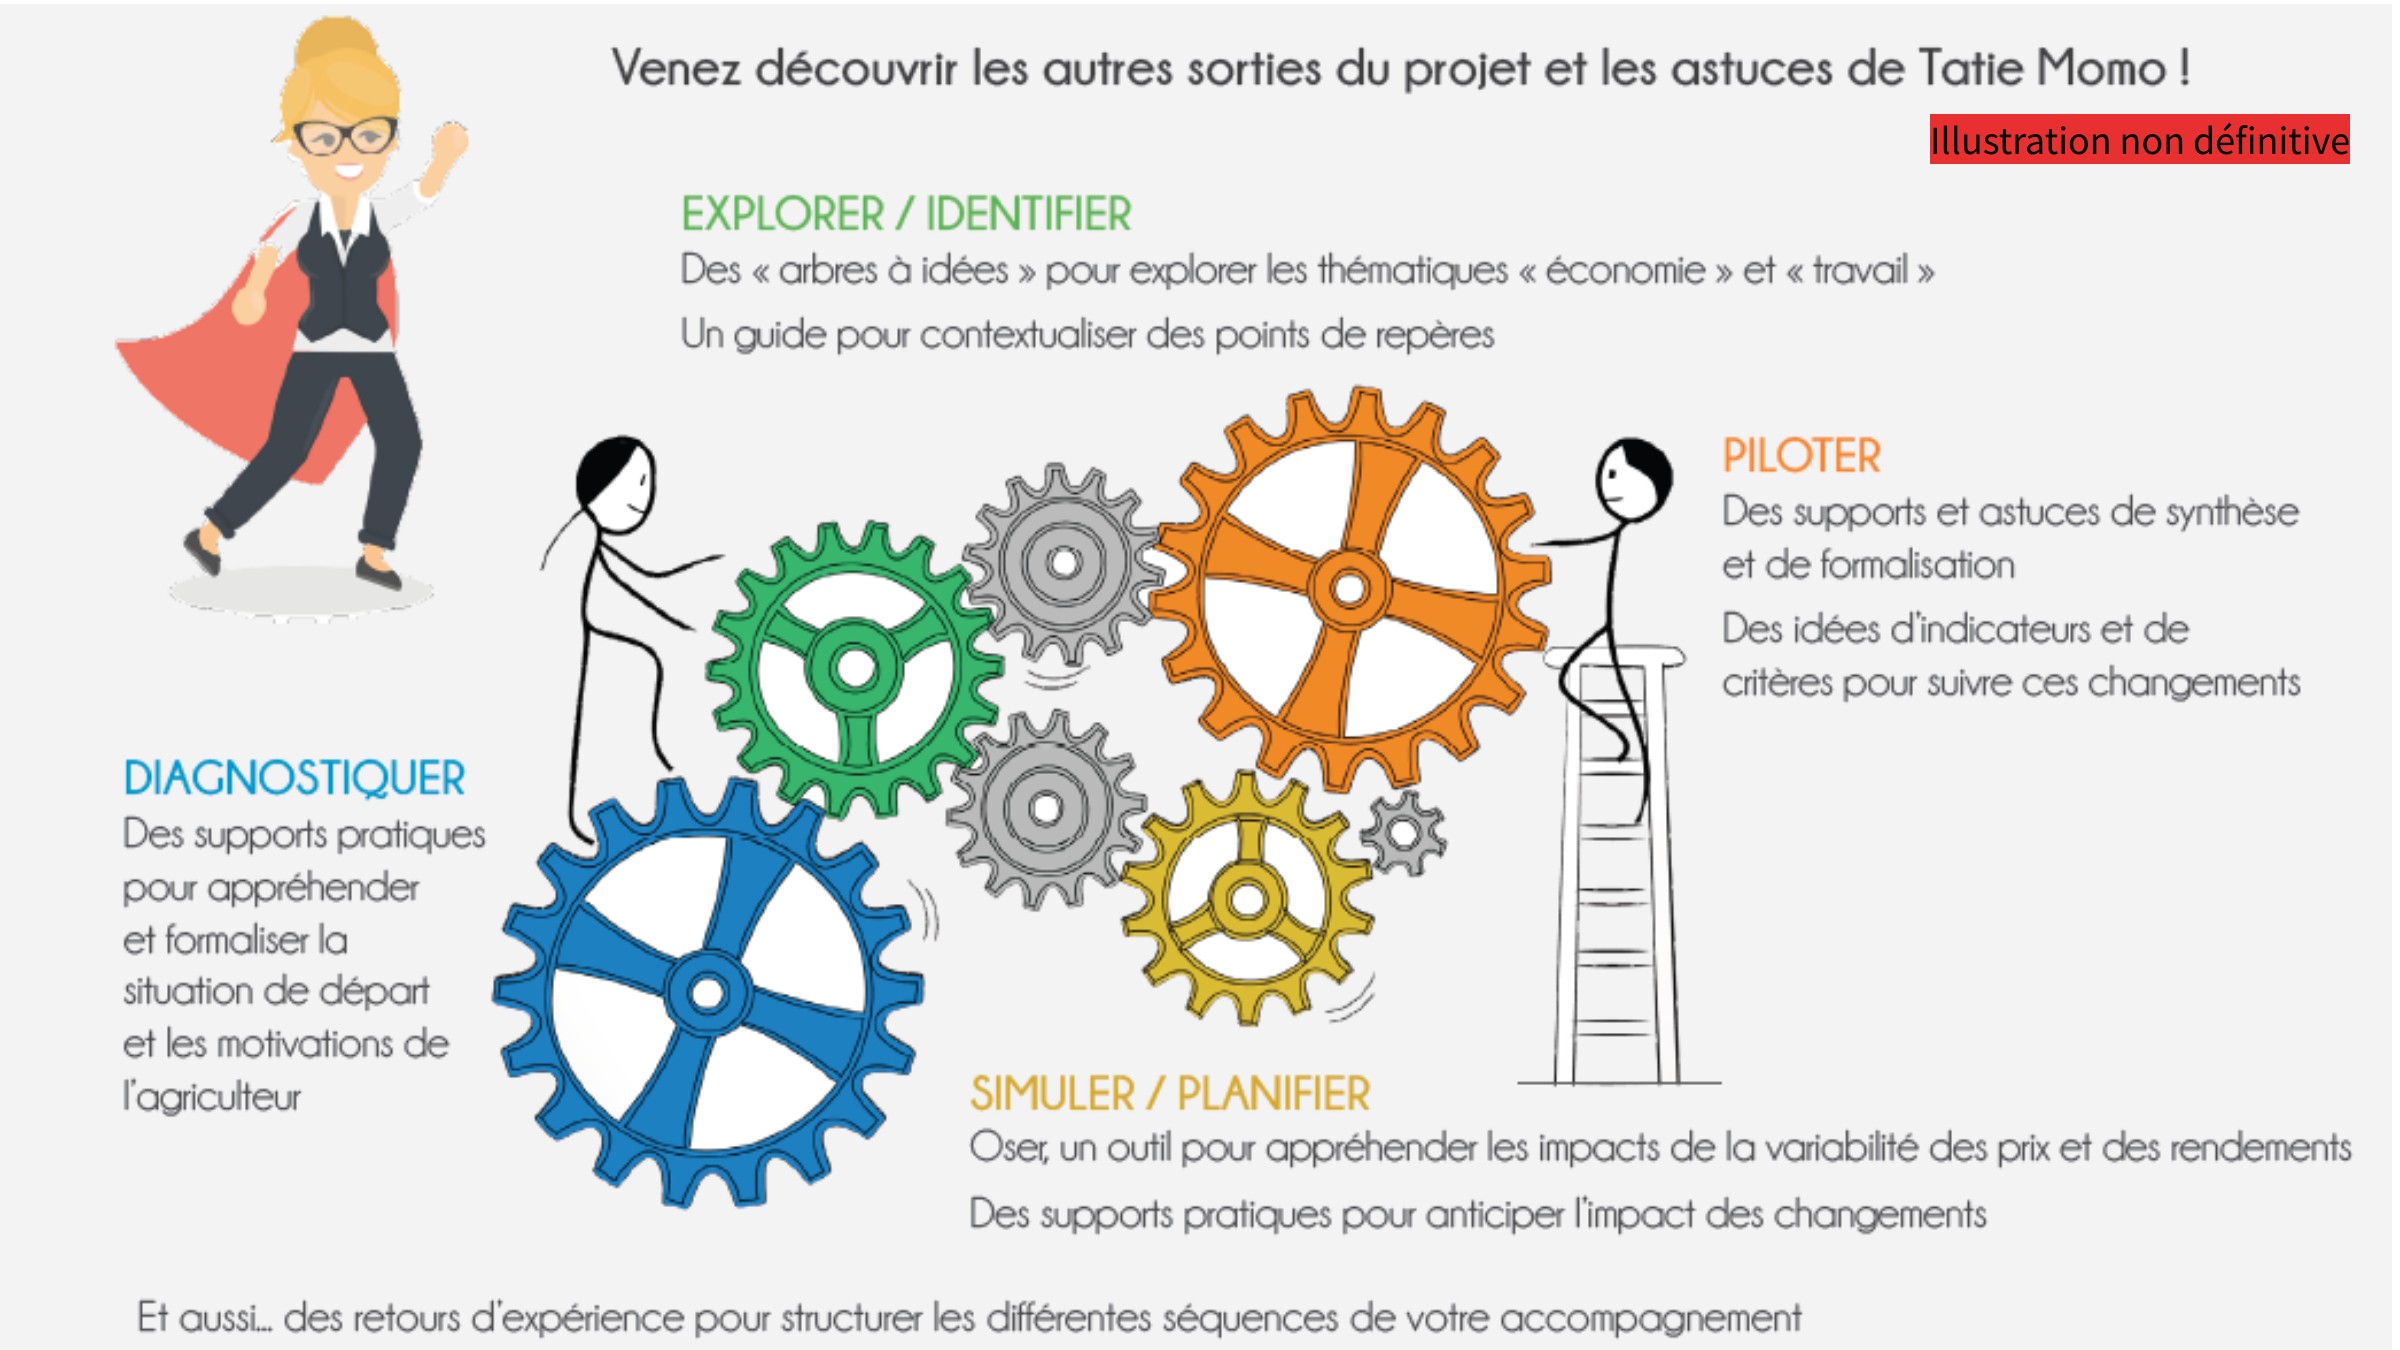 Venez découvrir les autres sorties du projet et les astuces de Tatie Momo !
Illustration non définitive
EXPLORER / IDENTIFIER
Des « arbres à idées » pour explorer les thématiques « économie » et « travail »
Un guide pour contextualiser des points de repères
PILOTER
Des supports et astuces de synthèse
et de formalisation
Des idées d'indicateurs et de
critères pour suivre ces changements
DIAGNOSTIQUER
Des supports pratiques
pour appréhender
et formaliser la
situation de départ
et les motivations de
l'agriculteur
SIMULER / PLANIFIER
Oser, un outil pour appréhender les impacts de la variabilité des prix et des rendements
Des supports pratiques pour anticiper l'impact des changements
Et aussi... des retours d'expérience pour structurer les différentes séquences de votre accompagnement